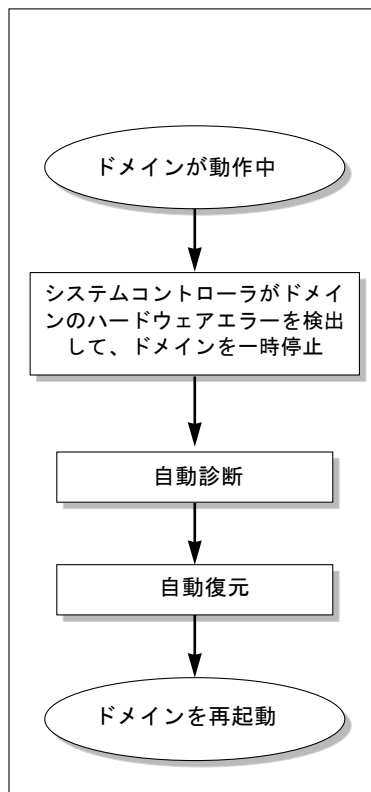 ドメインが動作中
システムコントローラがドメイ
ンのハードウェアエラーを検出
して、ドメインを一時停止
自動診断
自動復元
ドメインを再起動